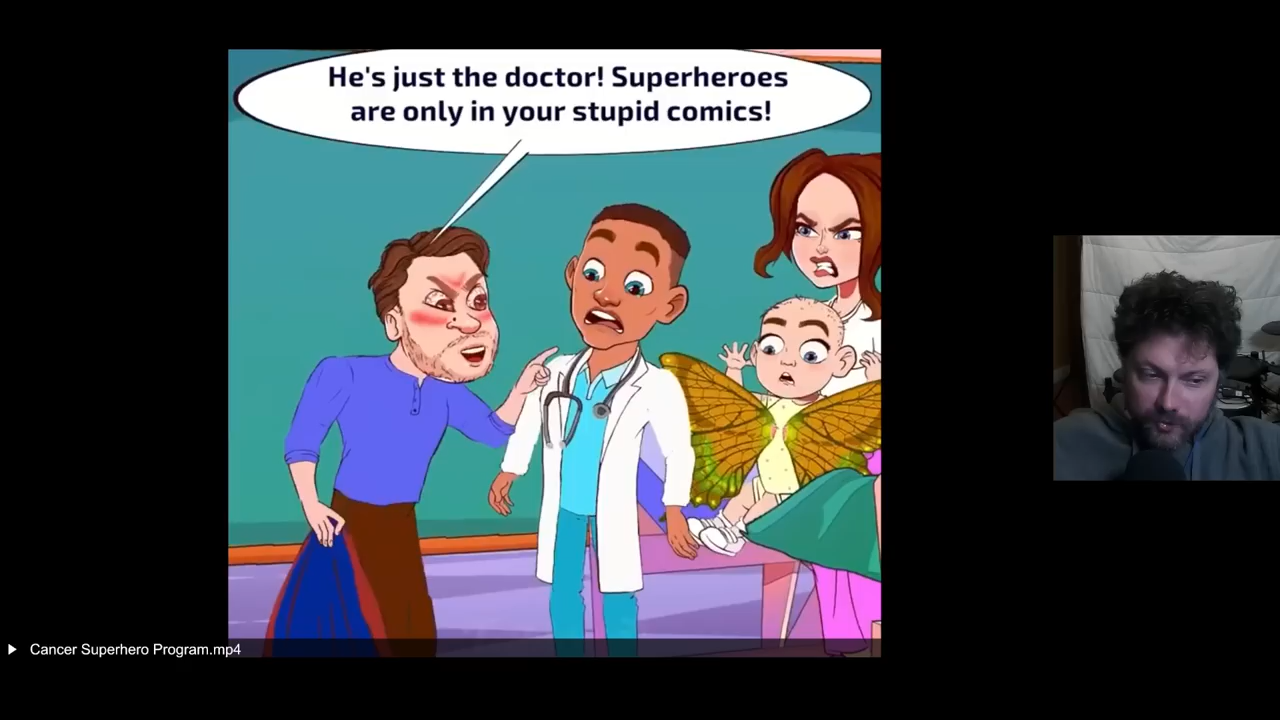 He's just the doctor! Superheroes
are only in your stupid comics!
Cancer Superhero Program.mp4